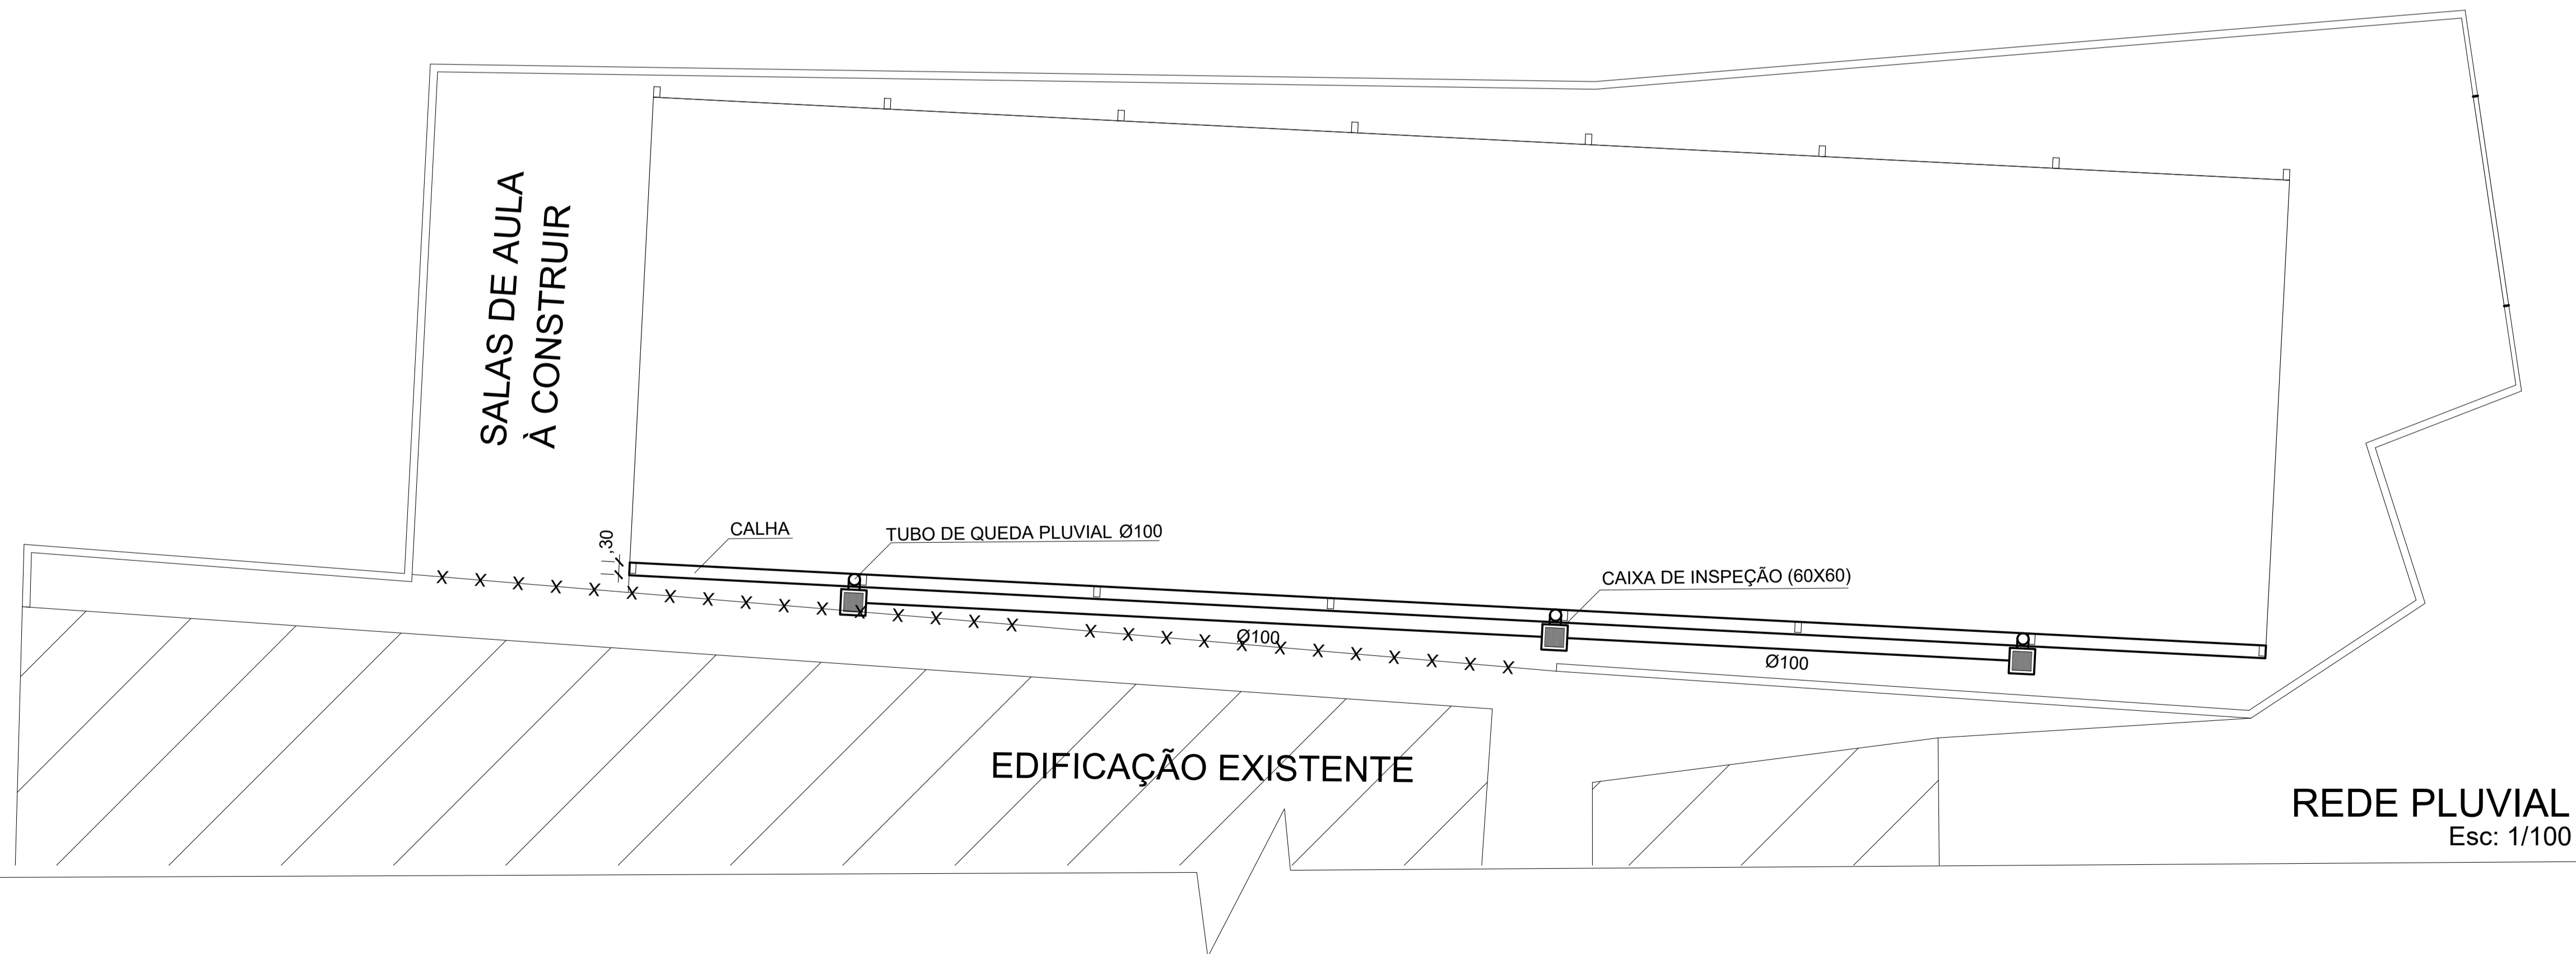 SALAS DE AULA
À CONSTRUIR
,30
CALHA
TUBO DE QUEDA PLUVIAL Ø100
CAIXA DE INSPEÇÃO (60X60)
X X X X X X X X X X X X X X X X X X X X X X X X X X X X
Ø100
Ø100
EDIFICAÇÃO EXISTENTE
REDE PLUVIAL
Esc: 1/100